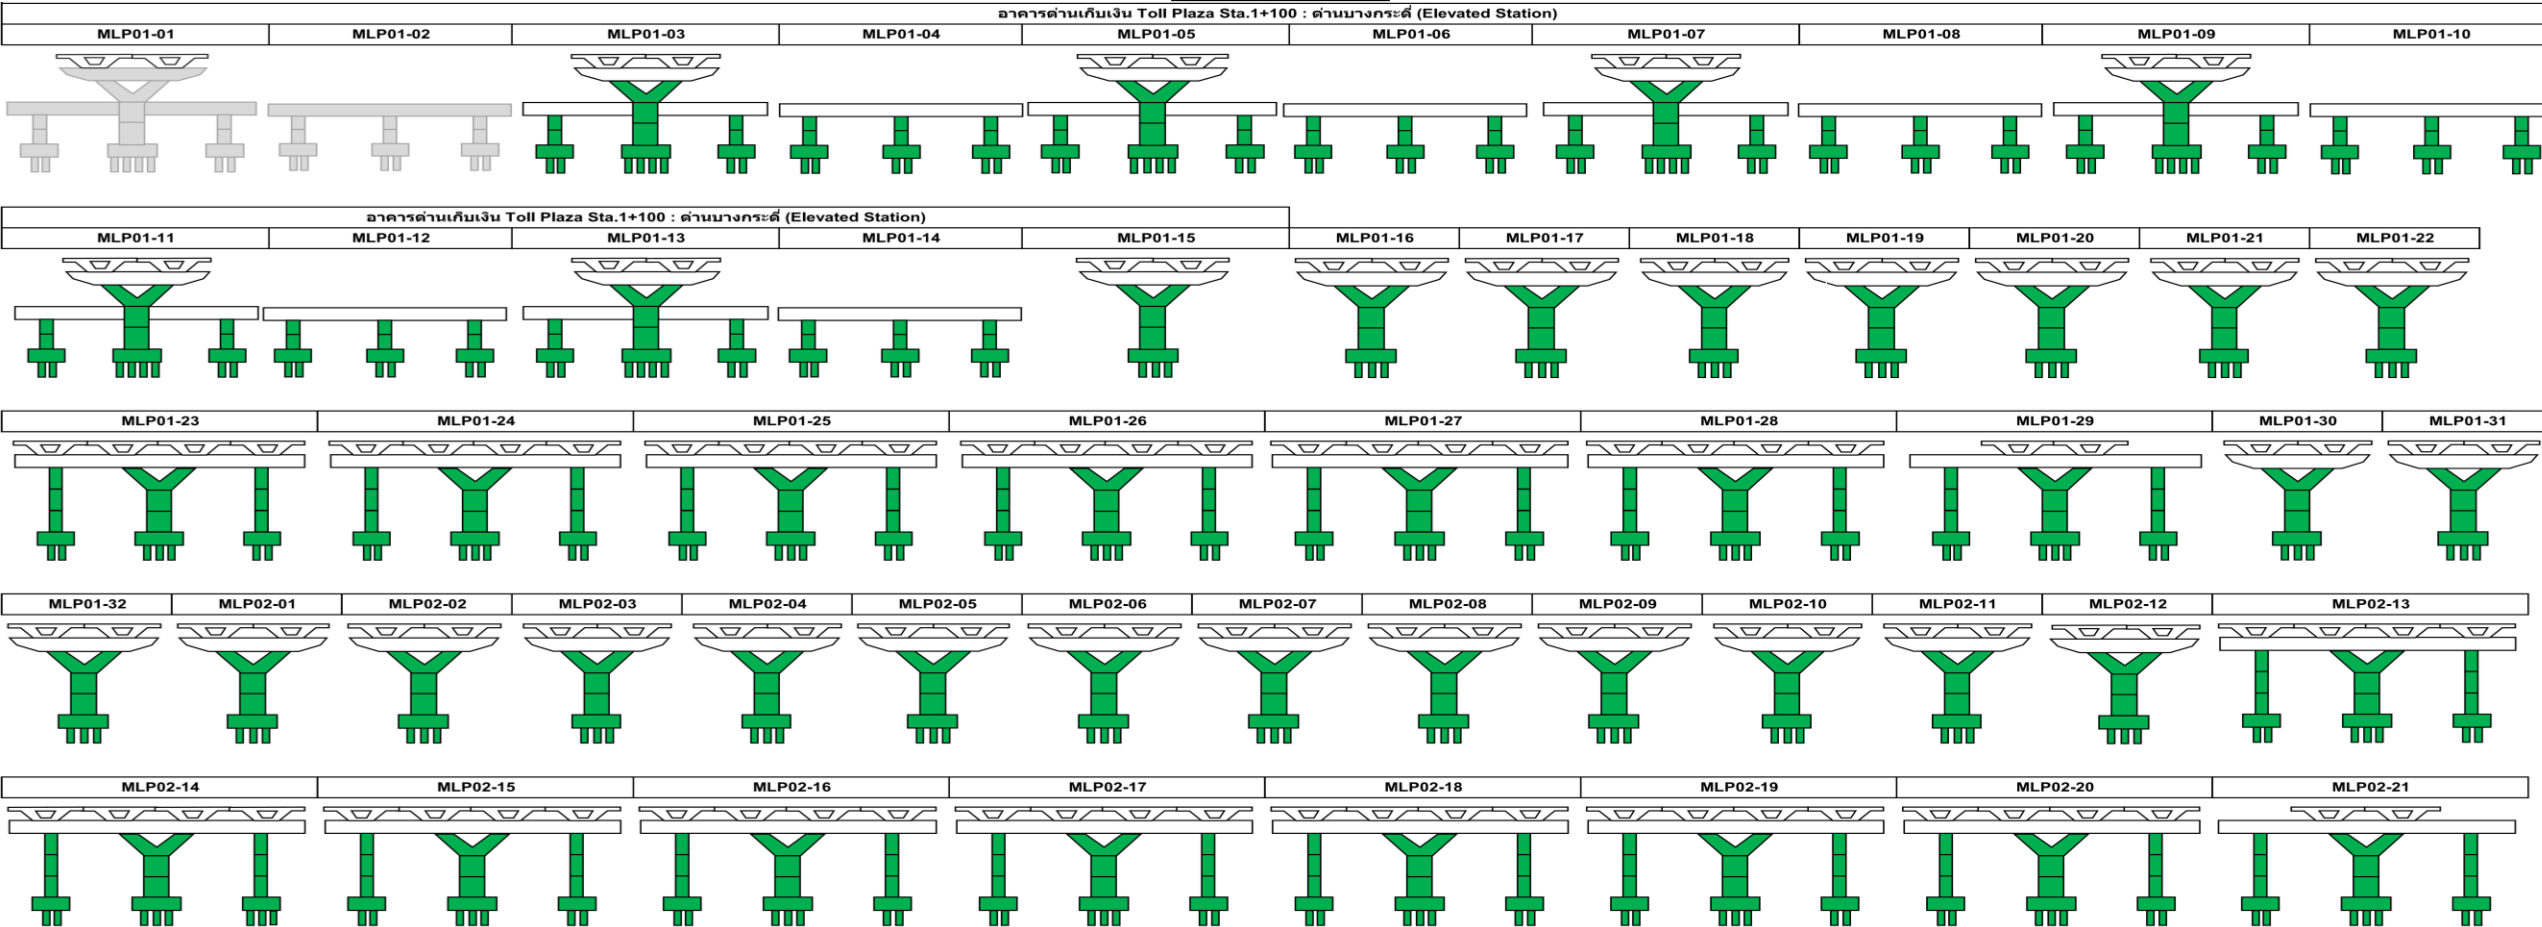 อาคารด่านเก็บเงิน Toll Plaza Sta.1+100 : ด่านบางกระดี่ (Elevated Station)
MLP01-01 MLP01-02 MLP01-03 MLP01-04 MLP01-05 MLP01-06 MLP01-07 MLP01-08 MLP01-09 MLP01-10
อาคารด่านเก็บเงิน Toll Plaza Sta.1+100 : ด่านบางกระดี่ (Elevated Station)
MLP01-11 MLP01-12 MLP01-13 MLP01-14 MLP01-15 MLP01-16 MLP01-17 MLP01-18 MLP01-19 MLP01-20 MLP01-21 MLP01-22
MLP01-23 MLP01-24 MLP01-25 MLP01-26 MLP01-27 MLP01-28 MLP01-29 MLP01-30 MLP01-31
MLP01-32 MLP02-01 MLP02-02 MLP02-03 MLP02-04 MLP02-05 MLP02-06 MLP02-07 MLP02-08 MLP02-09 MLP02-10 MLP02-11 MLP02-12 MLP02-13
MLP02-14 MLP02-15 MLP02-16 MLP02-17 MLP02-18 MLP02-19 MLP02-20 MLP02-21